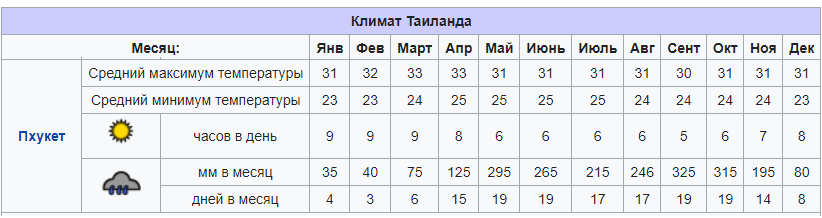 Климат Таиланда
Месяц: Янв Фев Март Апр Май Июнь Июль Авг Сент Окт Ноя Дек
Средний максимум температуры 31 32 33 33 31 31 31 31 30 31 31 31
Средний минимум температуры 23 23 24 25 25 25 25 24 24 24 24 23
Пхукет
часов в день 9 9 9 8 6 6 6 6 5 6 7 8
мм в месяц 35 40 75 125 295 265 215 246 325 315 195 80
дней в месяц 4 3 6 15 19 19 17 17 19 19 14 8